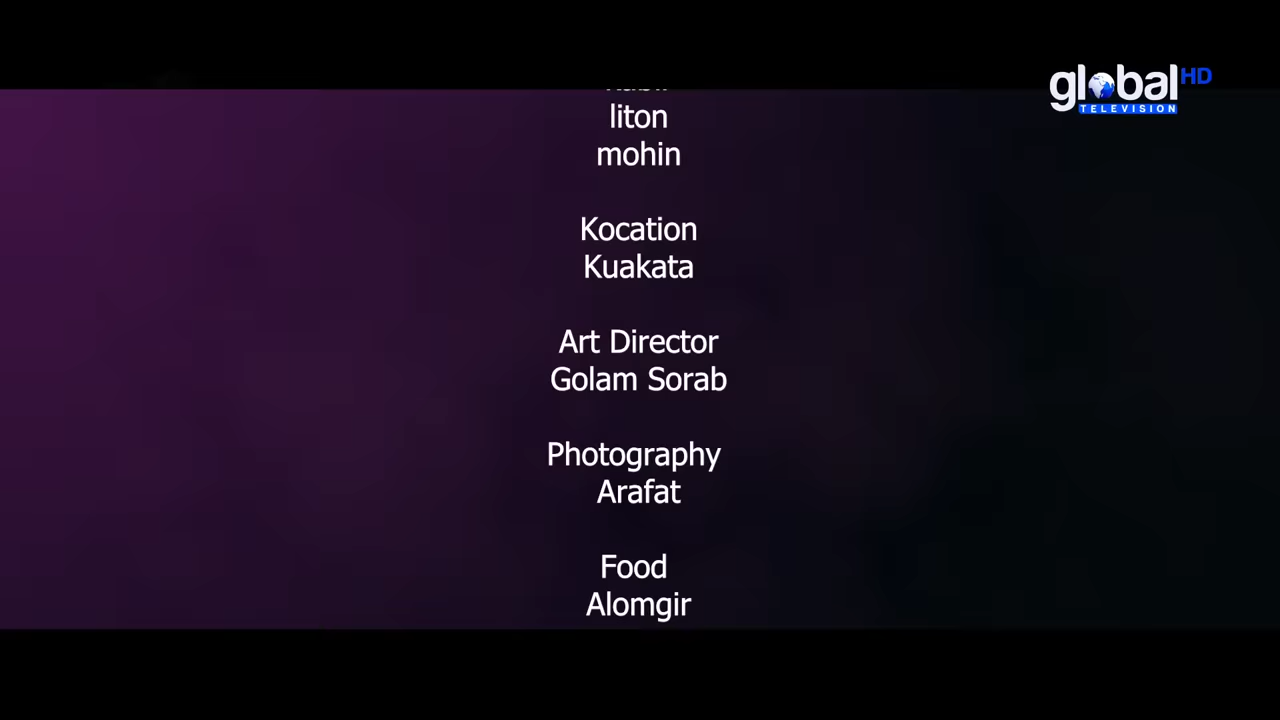 global HD
TELEVISION
liton
mohin
Kocation
Kuakata
Art Director
Golam Sorab
Photography
Arafat
Food
Alomgir